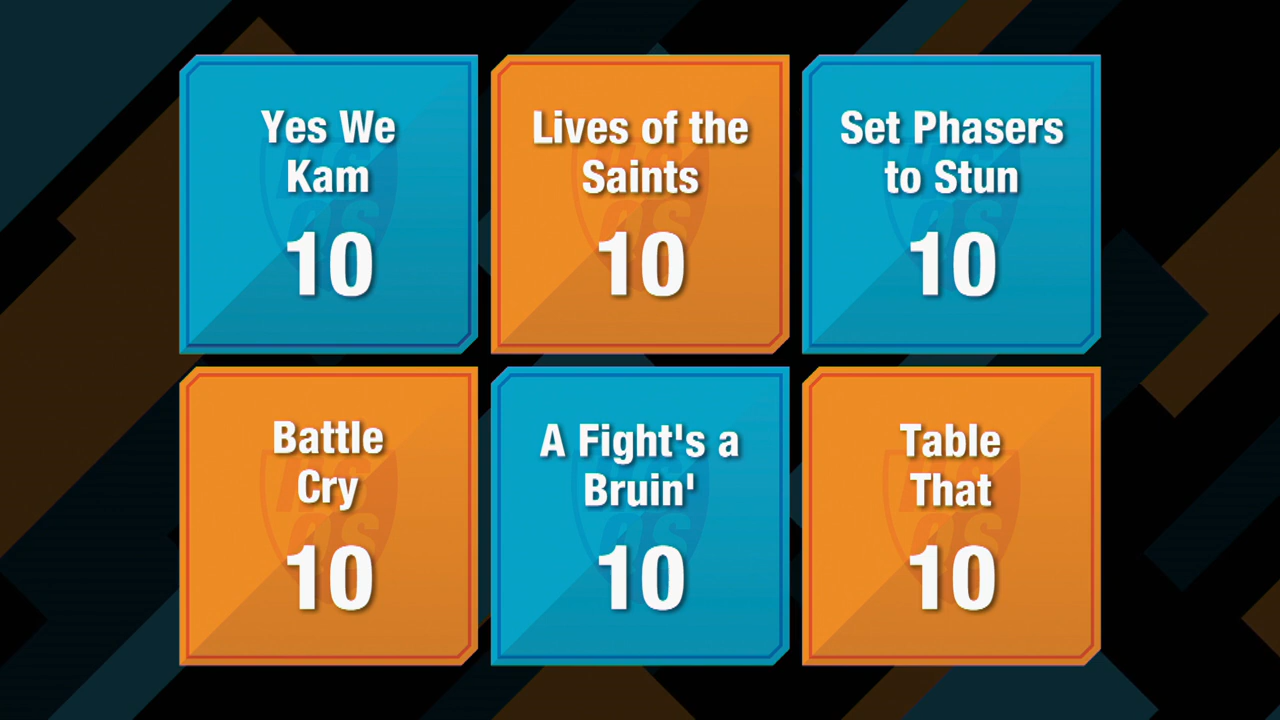 Yes We
Kam
10
Lives of the
Saints
10
Set Phasers
to Stun
10
Battle
Cry
10
A Fight's a
Bruin'
10
Table
That
10